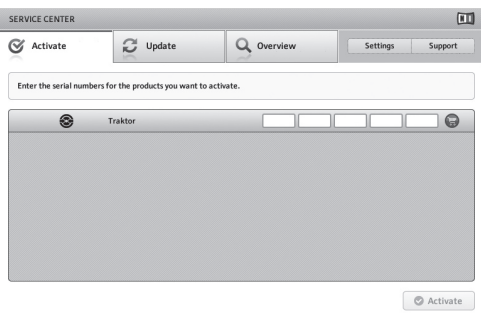 SERVICE CENTER
Activate
Update
Overview
Settings
Support
Enter the serial numbers for the products you want to activate.
Traktor
Activate